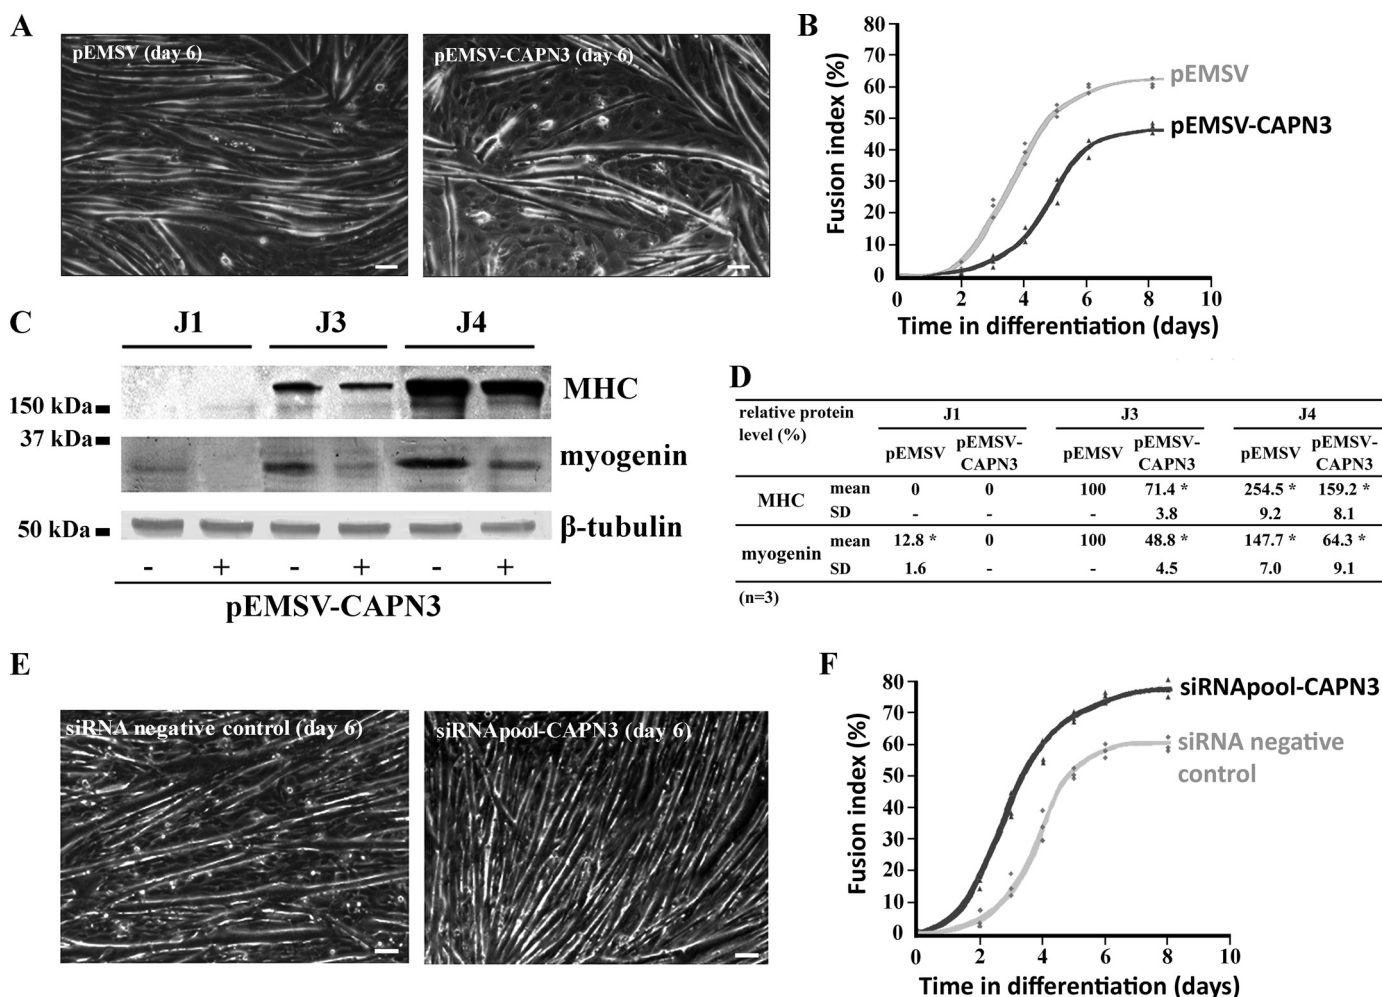 A
pEMSV (day 6)
pEMSV-CAPN3 (day 6)
B
80
70
60
50
40
30
20
10
0
Fusion index (%)
pEMSV
pEMSV-CAPN3
0 2 4 6 8 10
Time in differentiation (days)
C
J1 J3 J4
150 kDa
MHC
37 kDa
myogenin
50 kDa
β-tubulin
- + - + - +
pEMSV-CAPN3
D
relative protein level (%)
J1 J3 J4
pEMSV pEMSV-CAPN3 pEMSV pEMSV-CAPN3 pEMSV pEMSV-CAPN3
MHC mean 0 0 100 71.4 * 254.5 * 159.2 *
SD - - - 3.8 9.2 8.1
myogenin mean 12.8 * 0 100 48.8 * 147.7 * 64.3 *
SD 1.6 - - 4.5 7.0 9.1
(n=3)
E
siRNA negative control (day 6)
siRNApool-CAPN3 (day 6)
F
80
70
60
50
40
30
20
10
0
Fusion index (%)
siRNApool-CAPN3
siRNA negative
control
0 2 4 6 8 10
Time in differentiation (days)